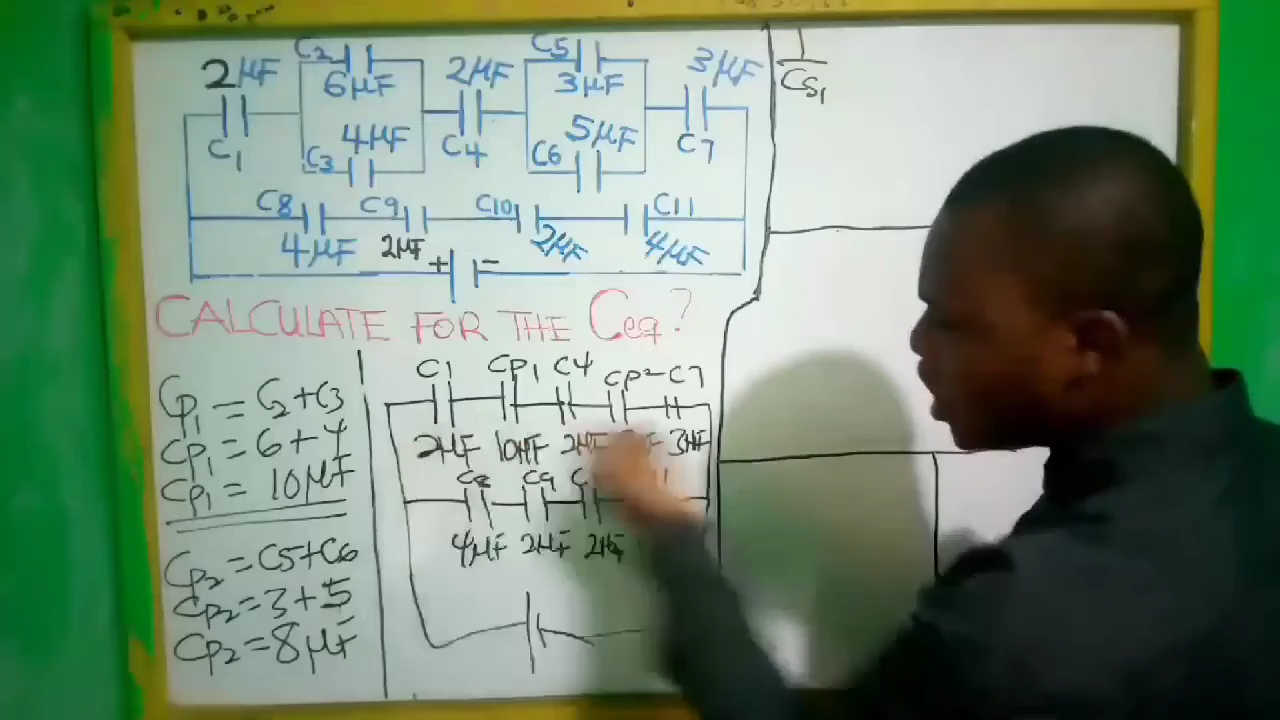 2μF C2 6μF 2μF C5 3μF 3μF
C1 C3 4μF C4 C6 5μF C7
C8 C9 C10 C11
4μF 2μF 2μF 4μF
+ -
CALCULATE FOR THE Ceq?
Cp1 = C2+C3
Cp1 = 6+4
Cp1 = 10μF
Cp2 = C5+C6
Cp2 = 3+5
Cp2 = 8μF
C1 Cp1 C4 Cp2 C7
2μF 10μF 2μF 3μF
C8 C9
4μF 2μF 2μF
1
CS1